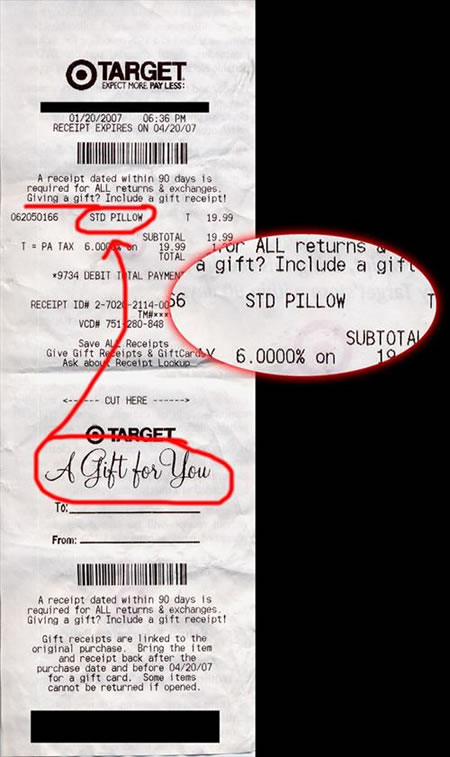 TARGET
EXPECT MORE. PAY LESS:
01/20/2007 06:36 PM
RECEIPT EXPIRES ON 04/20/07
A receipt dated within 90 days is
required for ALL returns & exchanges.
Giving a gift? Include a gift receipt!
062050166 STD PILLOW T 19.99
SUBTOTAL 19.99
T = PA TAX 6.0000% on 19.99
TOTAL
*9734 DEBIT TOTAL PAYMEN
RECEIPT ID# 2-7020-2114-00
TM#***
VCD# 751-280-848
Save ALL Receipts
Give Gift Receipts & GiftCards
Ask about Receipt Lookup
<------ CUT HERE ------>
TARGET
A Gift for You
To:
From:
A receipt dated within 90 days is
required for ALL returns & exchanges.
Giving a gift? Include a gift receipt!
Gift receipts are linked to the
original purchase. Bring the item
and receipt back after the
purchase date and before 04/20/07
for a gift card. Some items
cannot be returned if opened.
for ALL returns &
a gift? Include a gift
66 STD PILLOW T
SUBTOTAL
6.0000% on 19